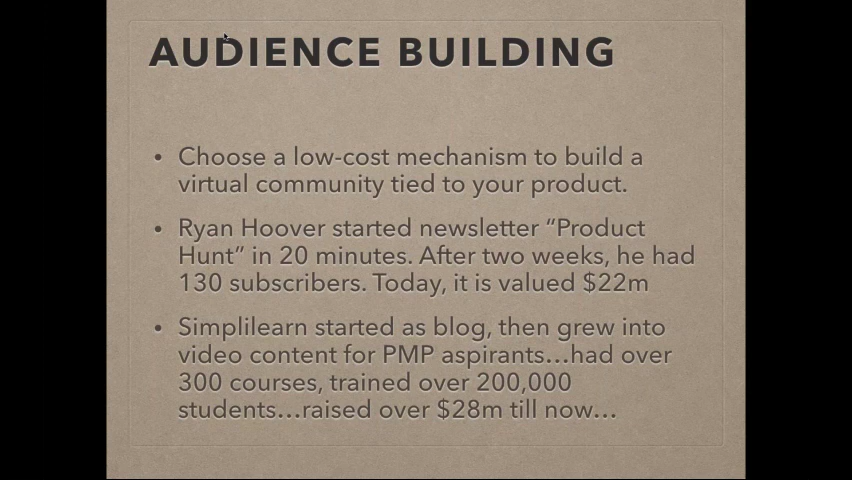 AUDIENCE BUILDING
• Choose a low-cost mechanism to build a
virtual community tied to your product.
• Ryan Hoover started newsletter “Product
Hunt” in 20 minutes. After two weeks, he had
130 subscribers. Today, it is valued $22m
• Simplilearn started as blog, then grew into
video content for PMP aspirants…had over
300 courses, trained over 200,000
students…raised over $28m till now…